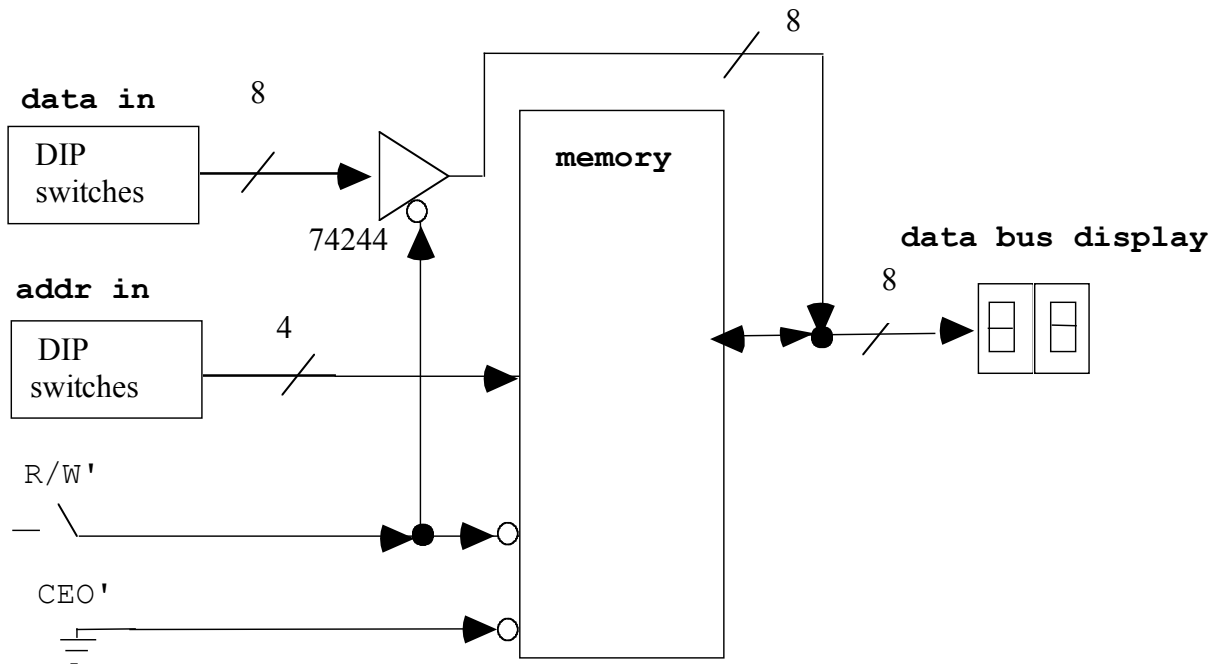 8
data in
8
DIP
switches
memory
74244
data bus display
8
addr in
4
DIP
switches
R/W'
CEO'